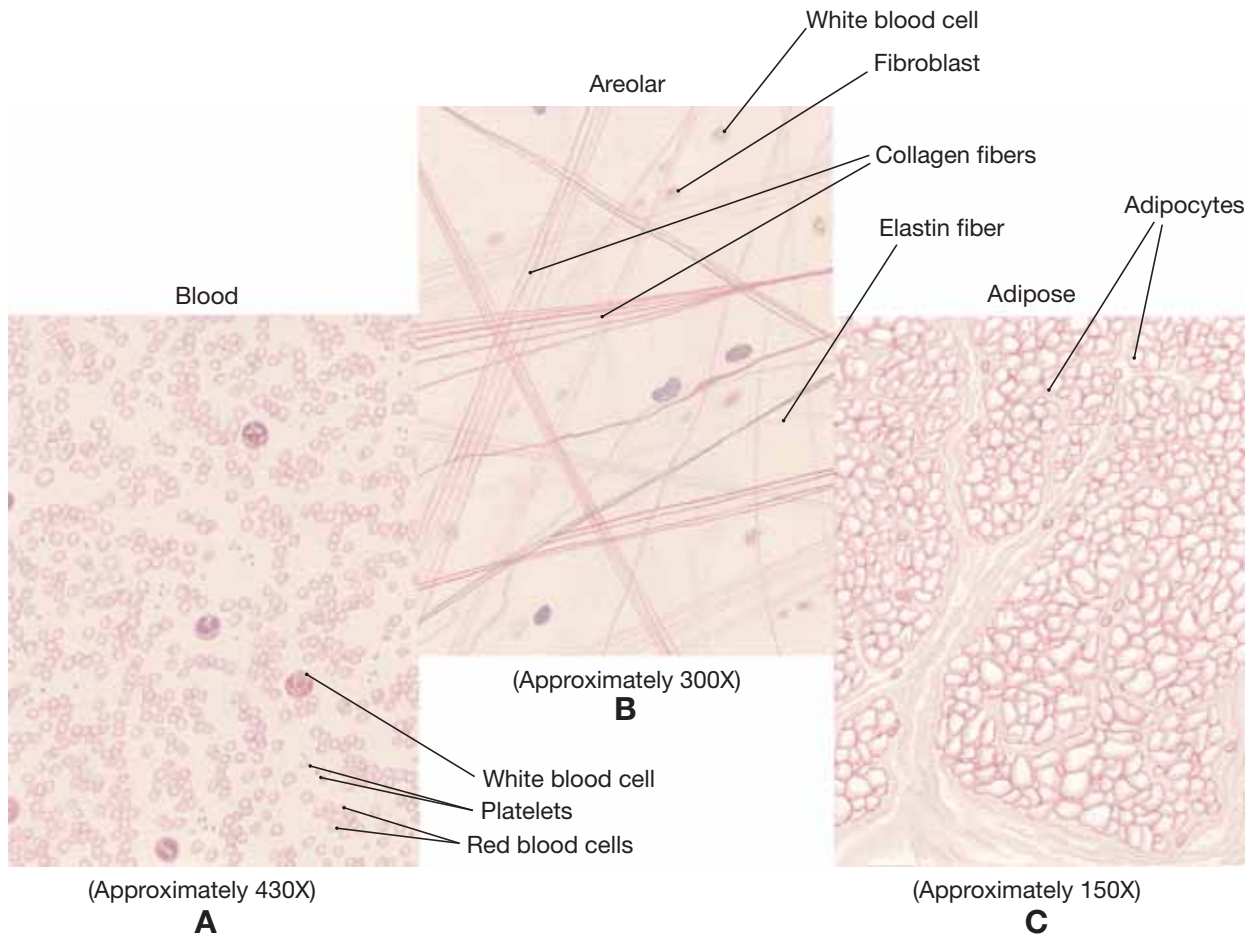 White blood cell
Fibroblast
Areolar
Collagen fibers
Adipocytes
Elastin fiber
Blood
Adipose
(Approximately 300X)
B
White blood cell
Platelets
Red blood cells
(Approximately 430X)
A
(Approximately 150X)
C